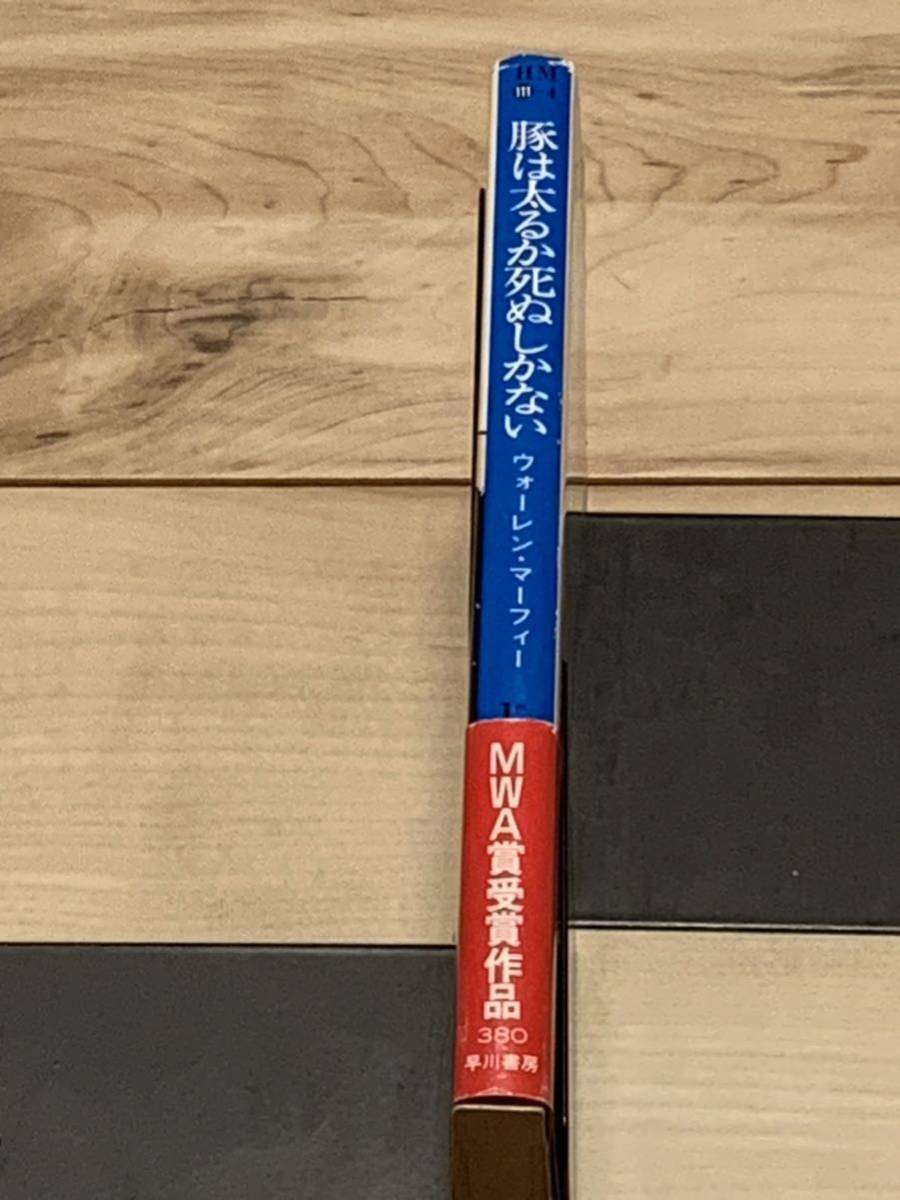 HM
111 4
豚は太るか死ぬしかない
ウォーレン・マーフィー
MWA賞受賞作品
380
早川書房